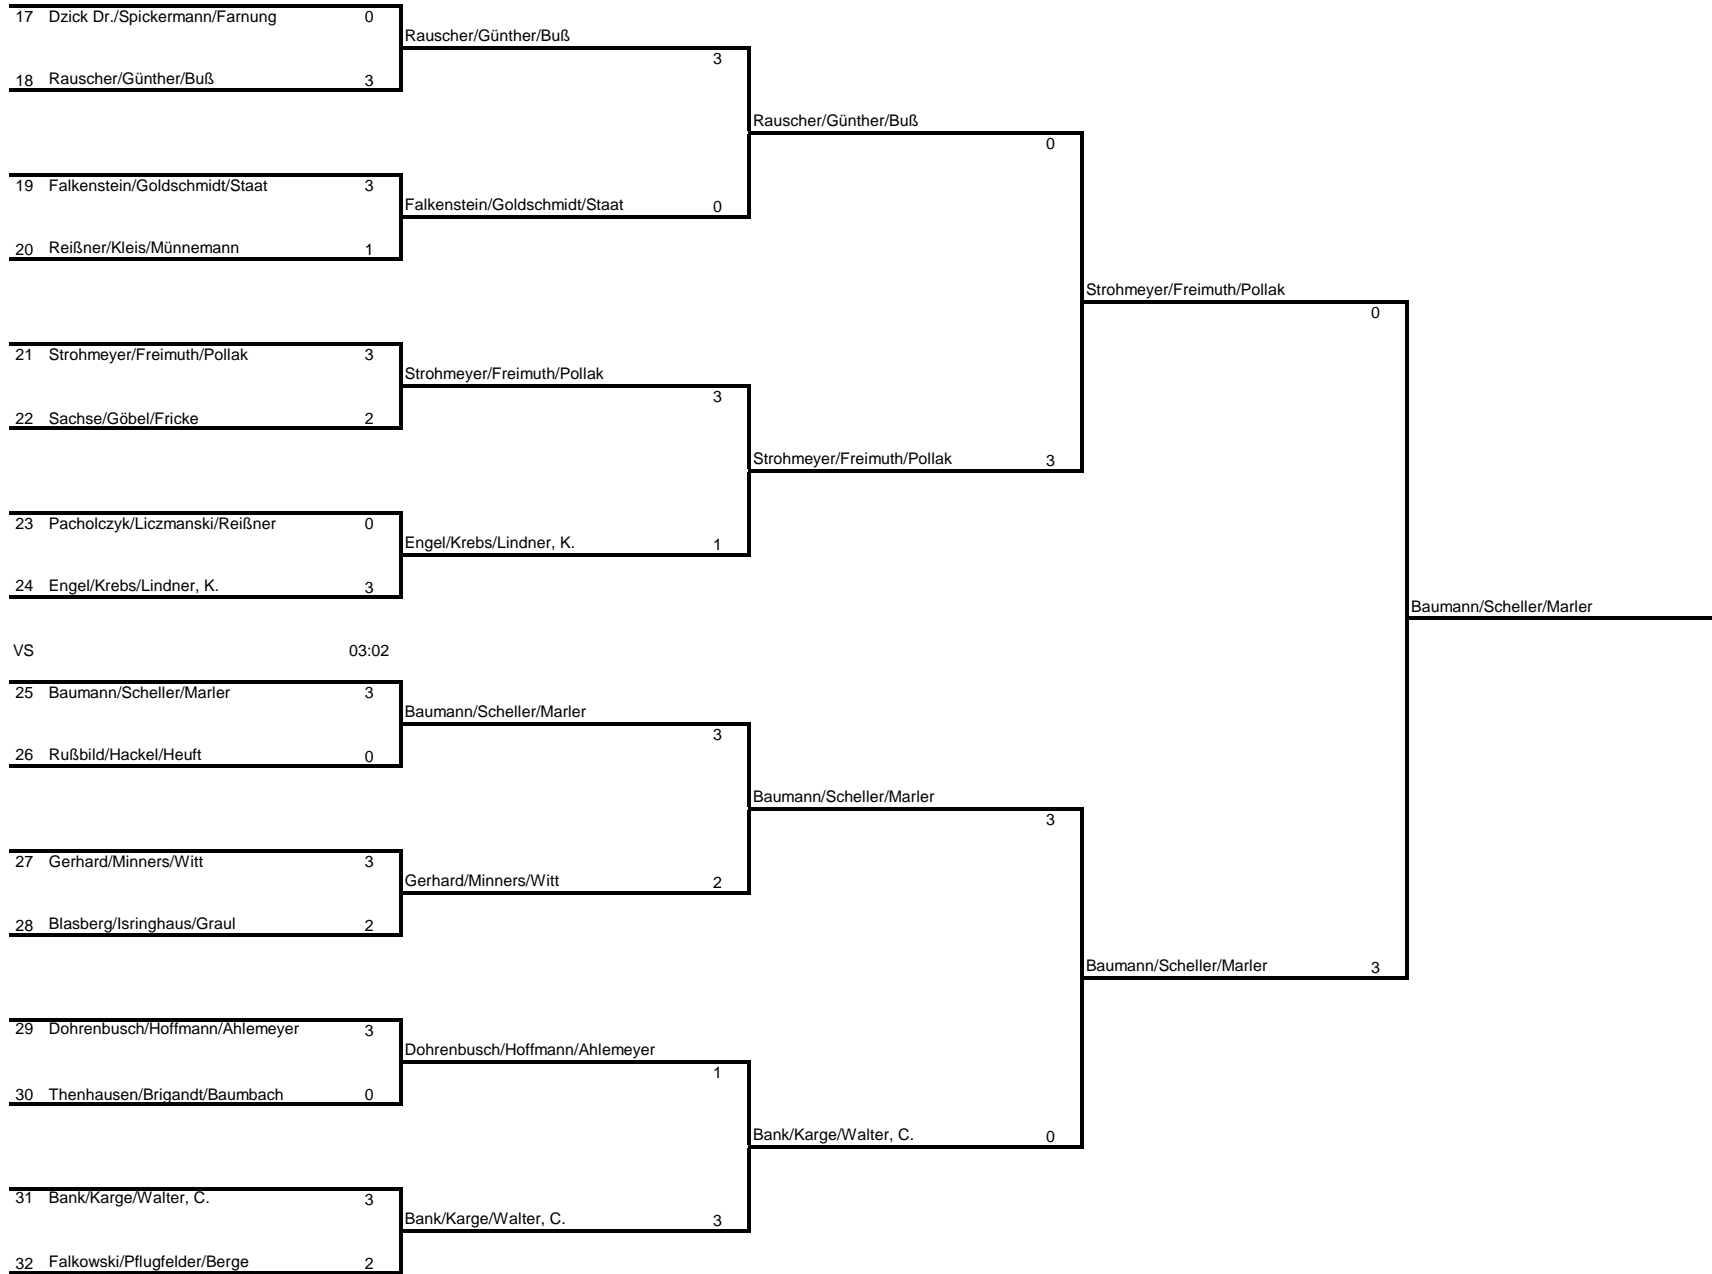 17 Dzick Dr./Spickermann/Farnung 0
Rauscher/Günther/Buß
3
18 Rauscher/Günther/Buß 3
Rauscher/Günther/Buß
0
19 Falkenstein/Goldschmidt/Staat 3
Falkenstein/Goldschmidt/Staat 0
20 Reißner/Kleis/Münnemann 1
Strohmeyer/Freimuth/Pollak
0
21 Strohmeyer/Freimuth/Pollak 3
Strohmeyer/Freimuth/Pollak
3
22 Sachse/Göbel/Fricke 2
Strohmeyer/Freimuth/Pollak 3
23 Pacholczyk/Liczmanski/Reißner 0
Engel/Krebs/Lindner, K. 1
24 Engel/Krebs/Lindner, K. 3
Baumann/Scheller/Marler
VS 03:02
25 Baumann/Scheller/Marler 3
Baumann/Scheller/Marler
3
26 Rußbild/Hackel/Heuft 0
Baumann/Scheller/Marler
3
27 Gerhard/Minners/Witt 3
Gerhard/Minners/Witt 2
28 Blasberg/Isringhaus/Graul 2
Baumann/Scheller/Marler 3
29 Dohrenbusch/Hoffmann/Ahlemeyer 3
Dohrenbusch/Hoffmann/Ahlemeyer
1
30 Thenhausen/Brigandt/Baumbach 0
Bank/Karge/Walter, C. 0
31 Bank/Karge/Walter, C. 3
Bank/Karge/Walter, C. 3
32 Falkowski/Pflugfelder/Berge 2